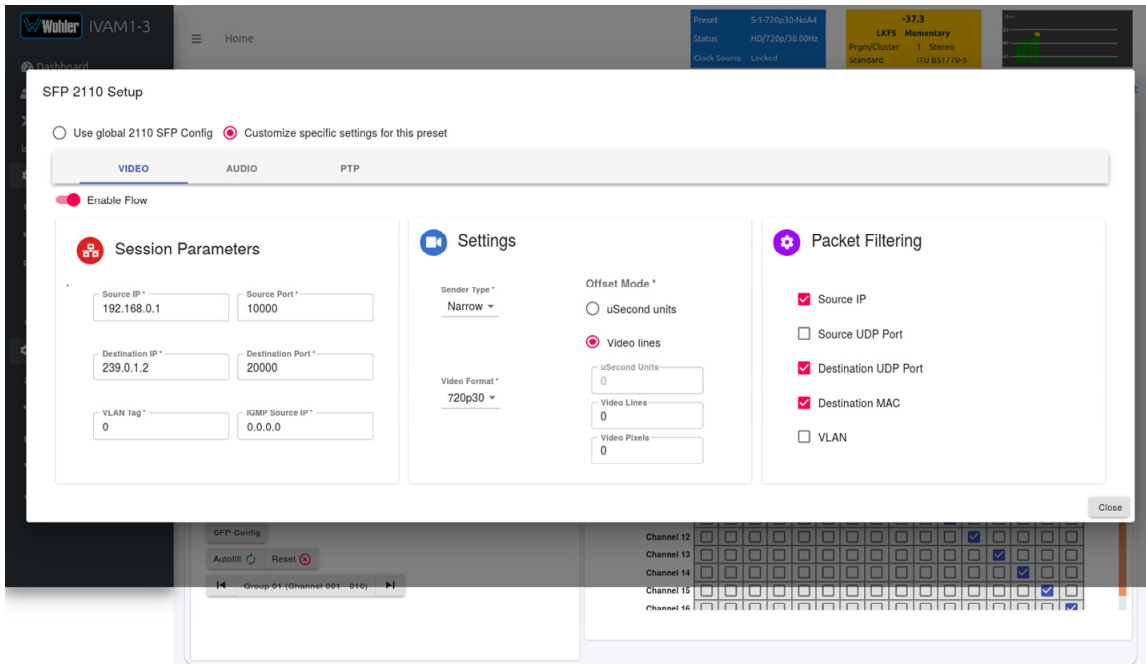 Wohler iVAM1-3
Home
Preset S-1-720p30-NoA4
Status HD/720p/30.00Hz
Clock Source Locked
-37.3
LKFS Momentary
Prgm/Cluster 1 Stereo
Standard ITU BS1770-3
Dashboard
SFP 2110 Setup
Use global 2110 SFP Config Customize specific settings for this preset
VIDEO AUDIO PTP
Enable Flow
Session Parameters
Source IP *
192.168.0.1
Source Port *
10000
Destination IP *
239.0.1.2
Destination Port *
20000
VLAN Tag *
0
IGMP Source IP *
0.0.0.0
Settings
Sender Type *
Narrow
Video Format *
720p30
Offset Mode *
uSecond units
Video lines
uSecond Units
0
Video Lines
0
Video Pixels
0
Packet Filtering
Source IP
Source UDP Port
Destination UDP Port
Destination MAC
VLAN
Close
SFP Config
Autofill Reset
Group 01 (Channel 001 - 016)
Channel 12
Channel 13
Channel 14
Channel 15
Channel 16